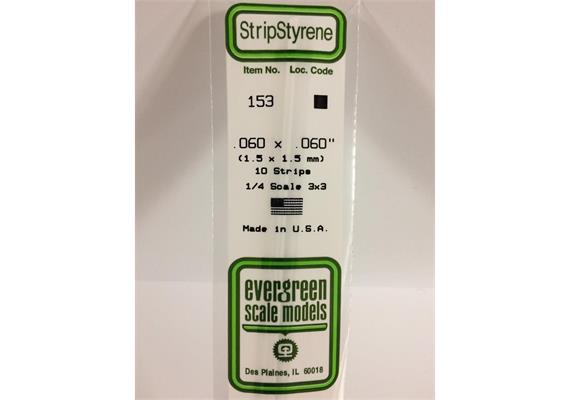 StripStyrene
Item No. Loc. Code
153
.060 x .060"
(1.5 x 1.5 mm)
10 Strips
1/4 Scale 3x3
Made in U.S.A.
evergreen
scale models
Des Plaines, IL 60018